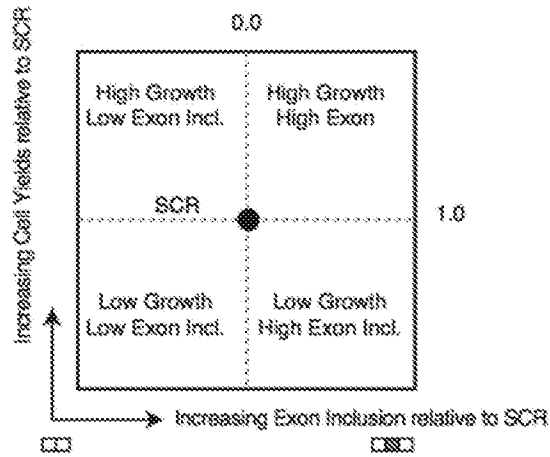 0.0
High Growth
Low Exon Incl.
High Growth
High Exon
SCR
1.0
Low Growth
Low Exon Incl.
Low Growth
High Exon Incl.
Increasing Cell Yields relative to SCR
Increasing Exon Inclusion relative to SCR